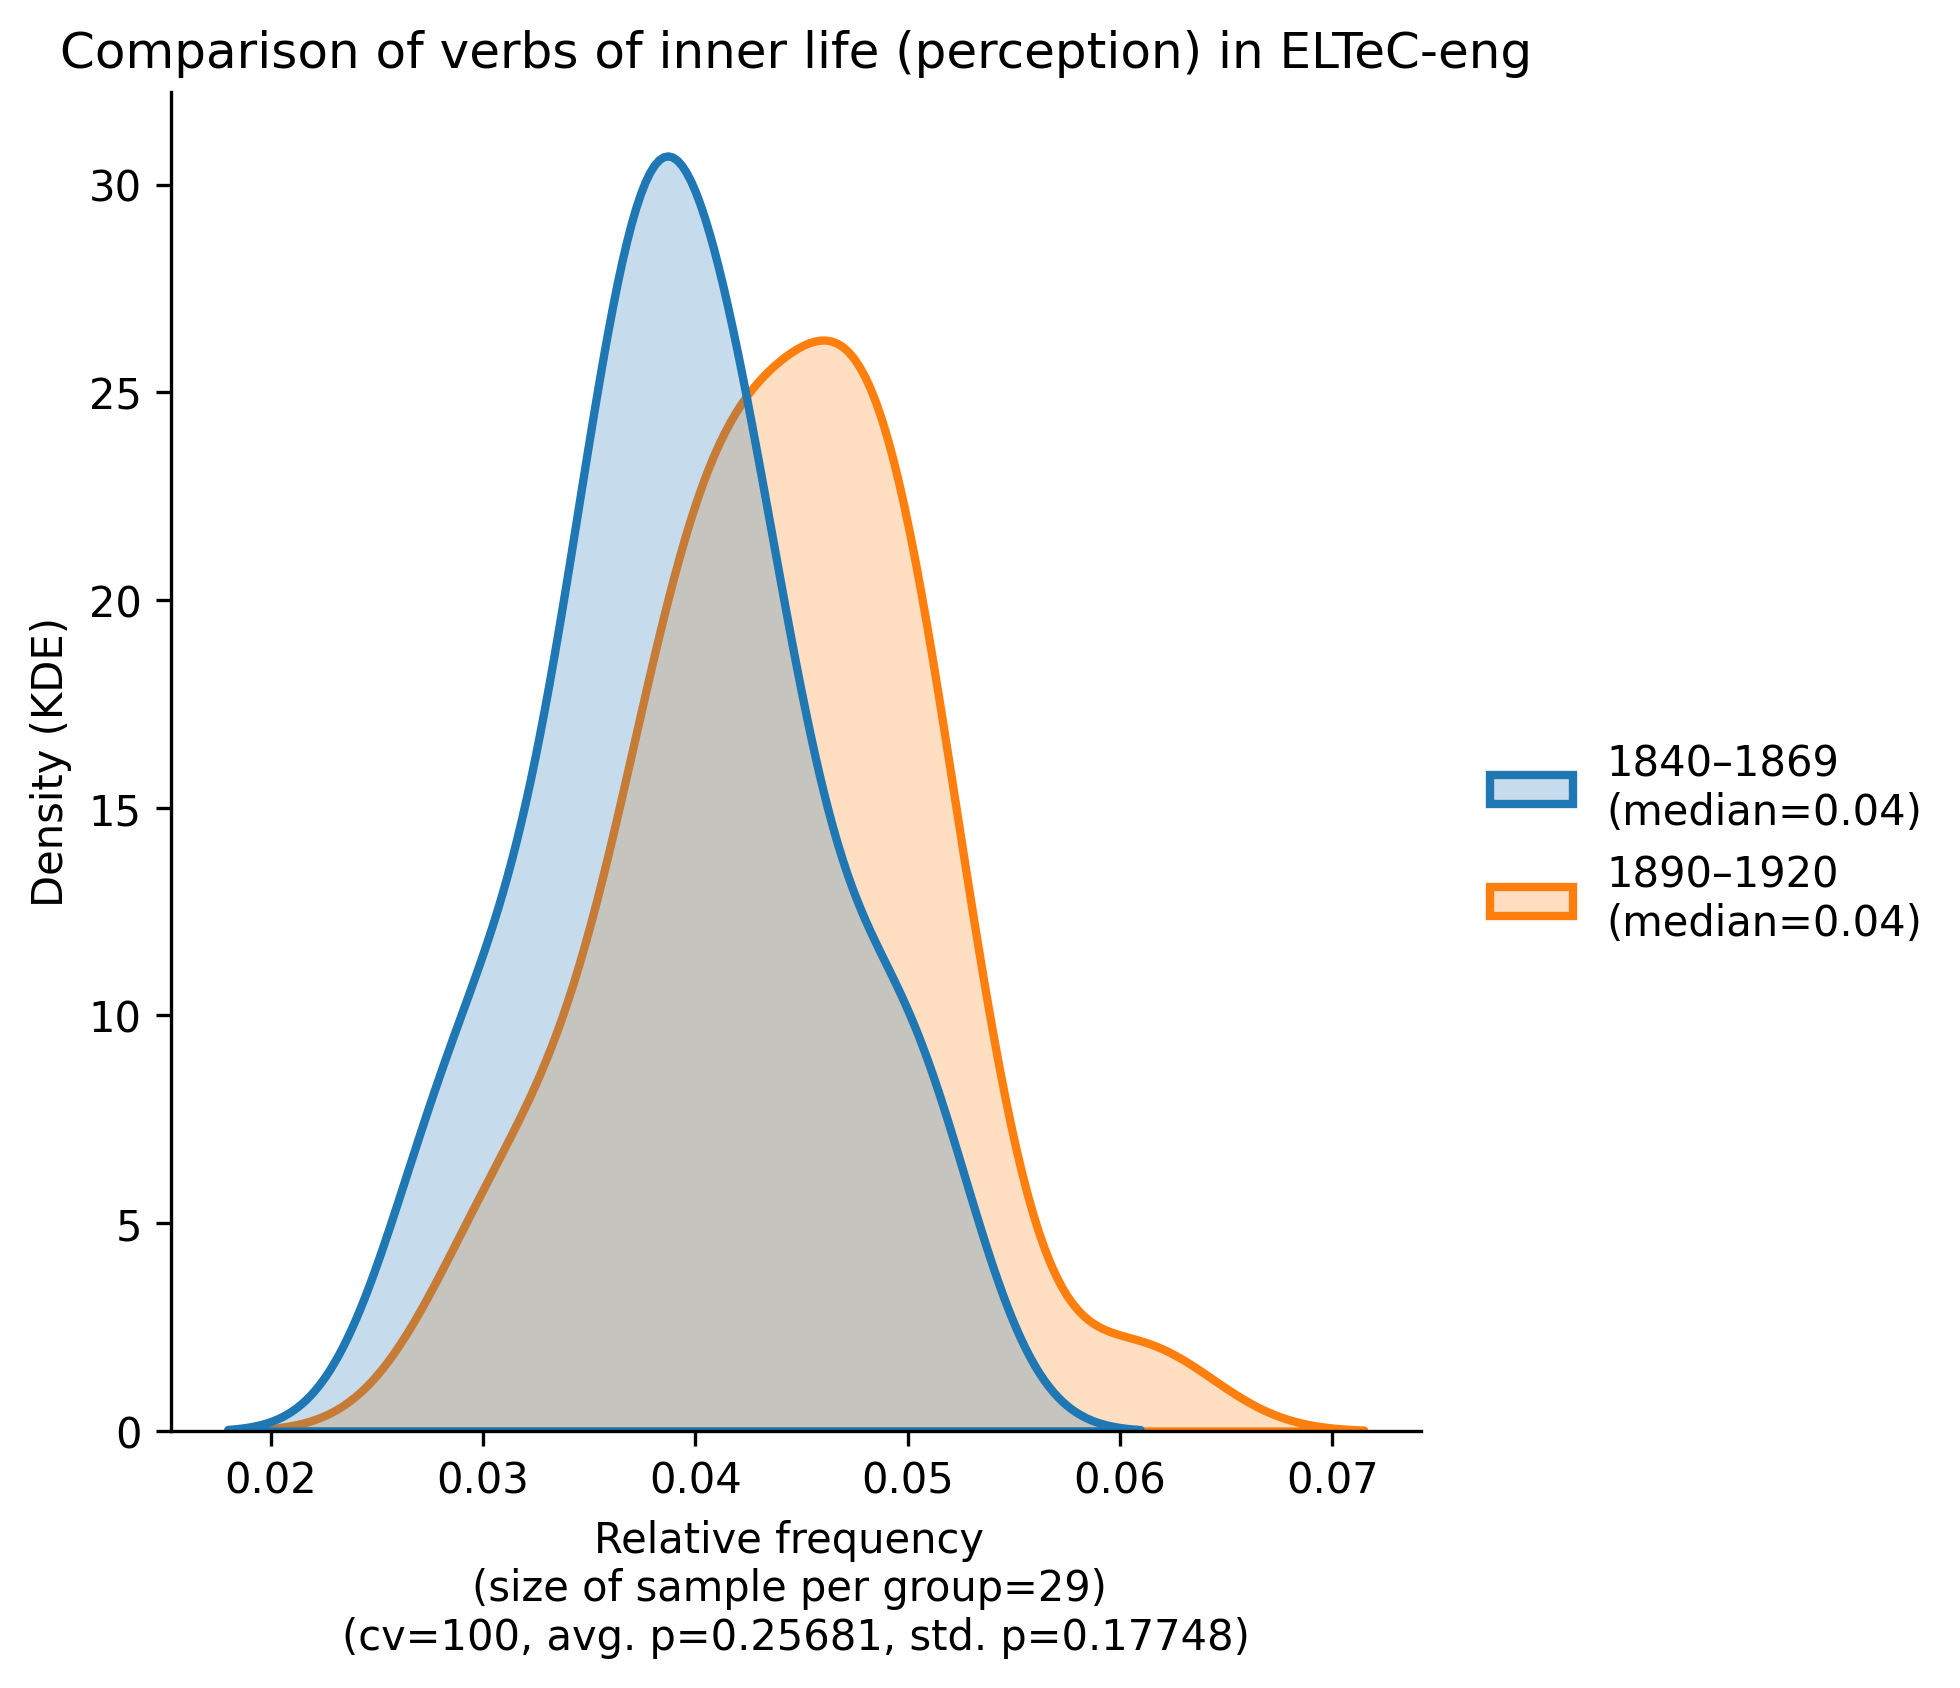 Comparison of verbs of inner life (perception) in ELTeC-eng
Density (KDE)
30
25
20
15
10
5
0
0.02 0.03 0.04 0.05 0.06 0.07
Relative frequency
(size of sample per group=29)
(cv=100, avg. p=0.25681, std. p=0.17748)
1840–1869
(median=0.04)
1890–1920
(median=0.04)